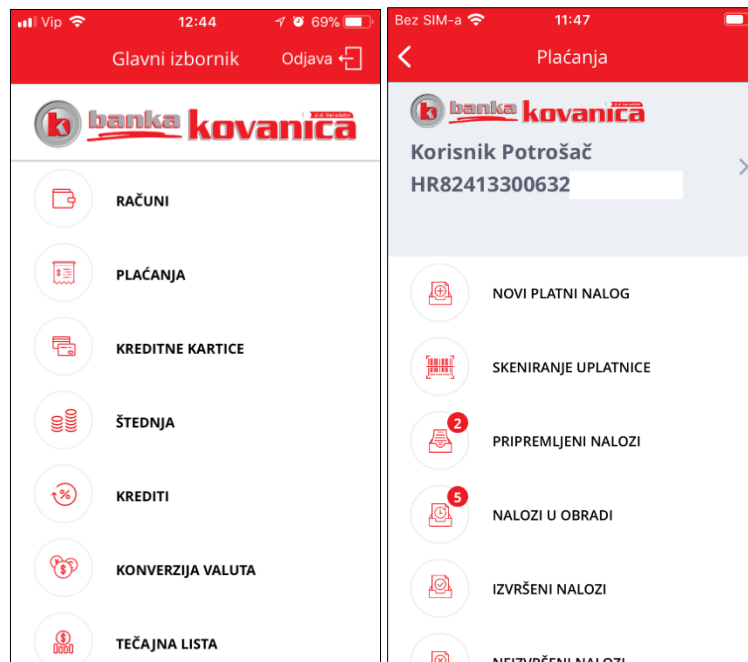 Vip 12:44 69%
Glavni izbornik Odjava
banka kovanica
RAČUNI
PLAĆANJA
KREDITNE KARTICE
ŠTEDNJA
KREDITI
KONVERZIJA VALUTA
TEČAJNA LISTA
Bez SIM-a 11:47
Plaćanja
banka kovanica
Korisnik Potrošač
HR82413300632
NOVI PLATNI NALOG
SKENIRANJE UPLATNICE
2
PRIPREMLJENI NALOZI
5
NALOZI U OBRADI
IZVRŠENI NALOZI
NEIZVRŠENI NALOZI